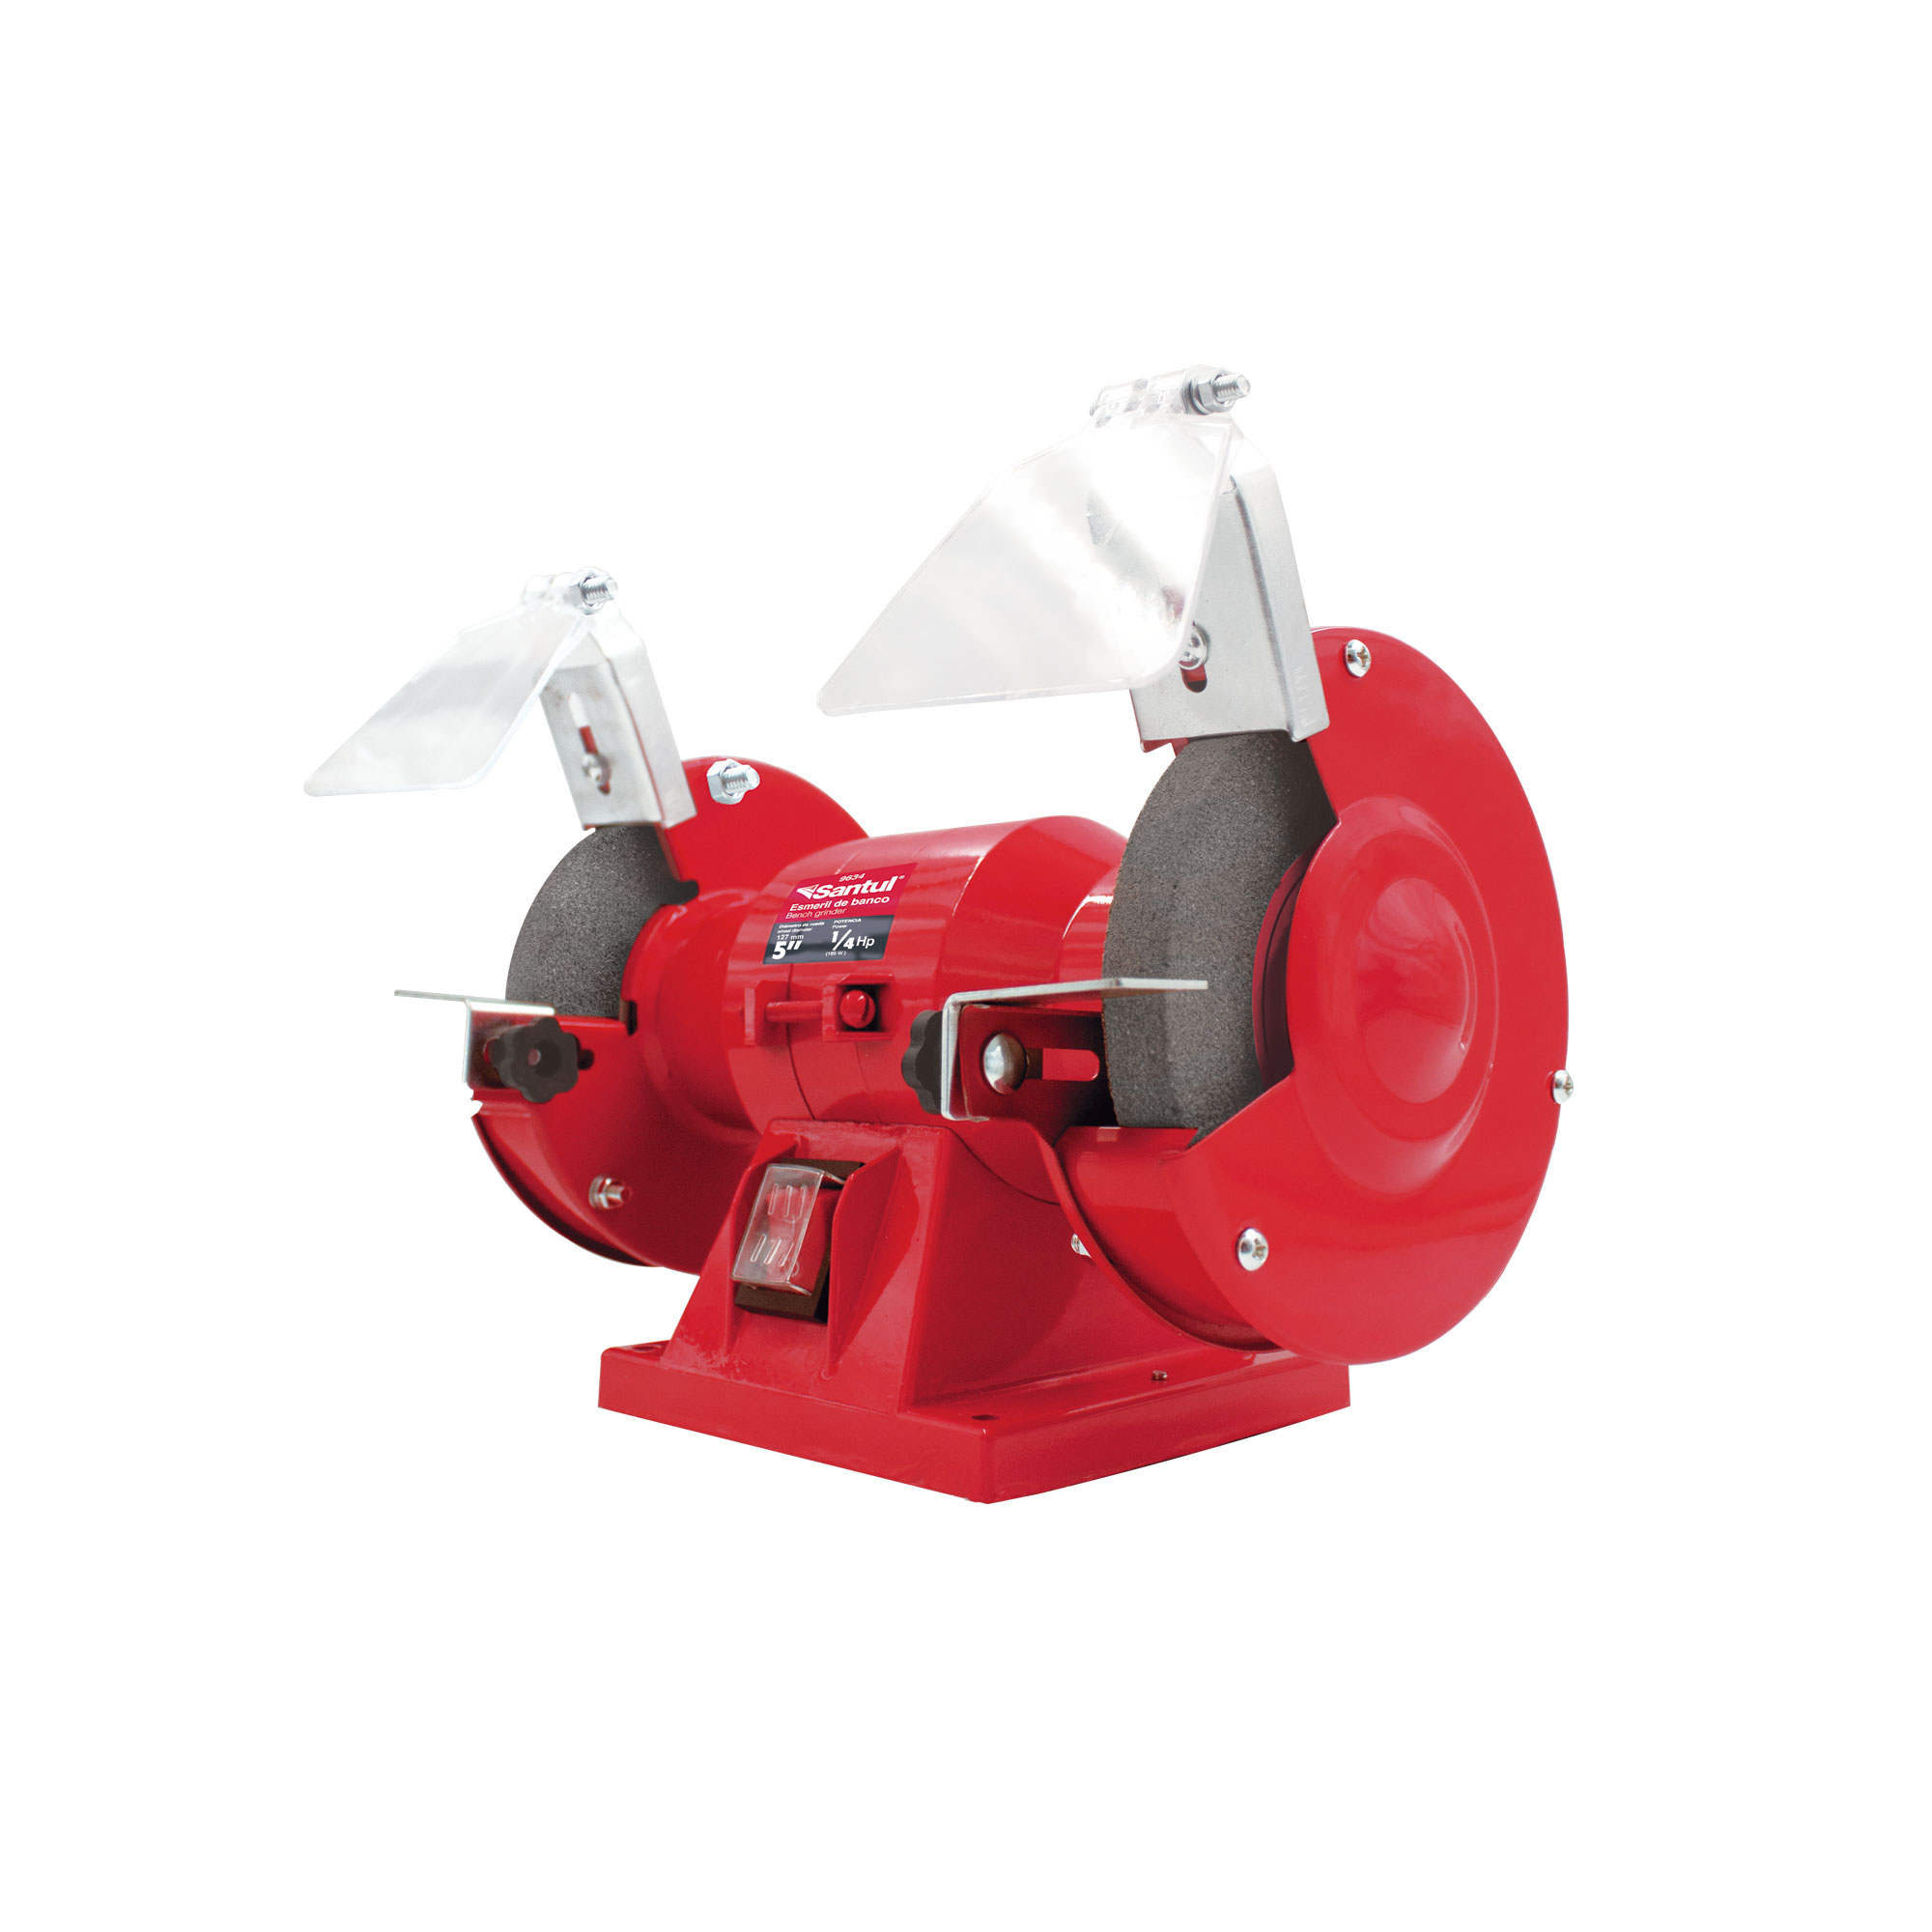 9634
Santul®
Esmeril de banco
Bench grinder
Diámetro de rueda
wheel diameter
127 mm
5"
POTENCIA
Power
1/4 Hp